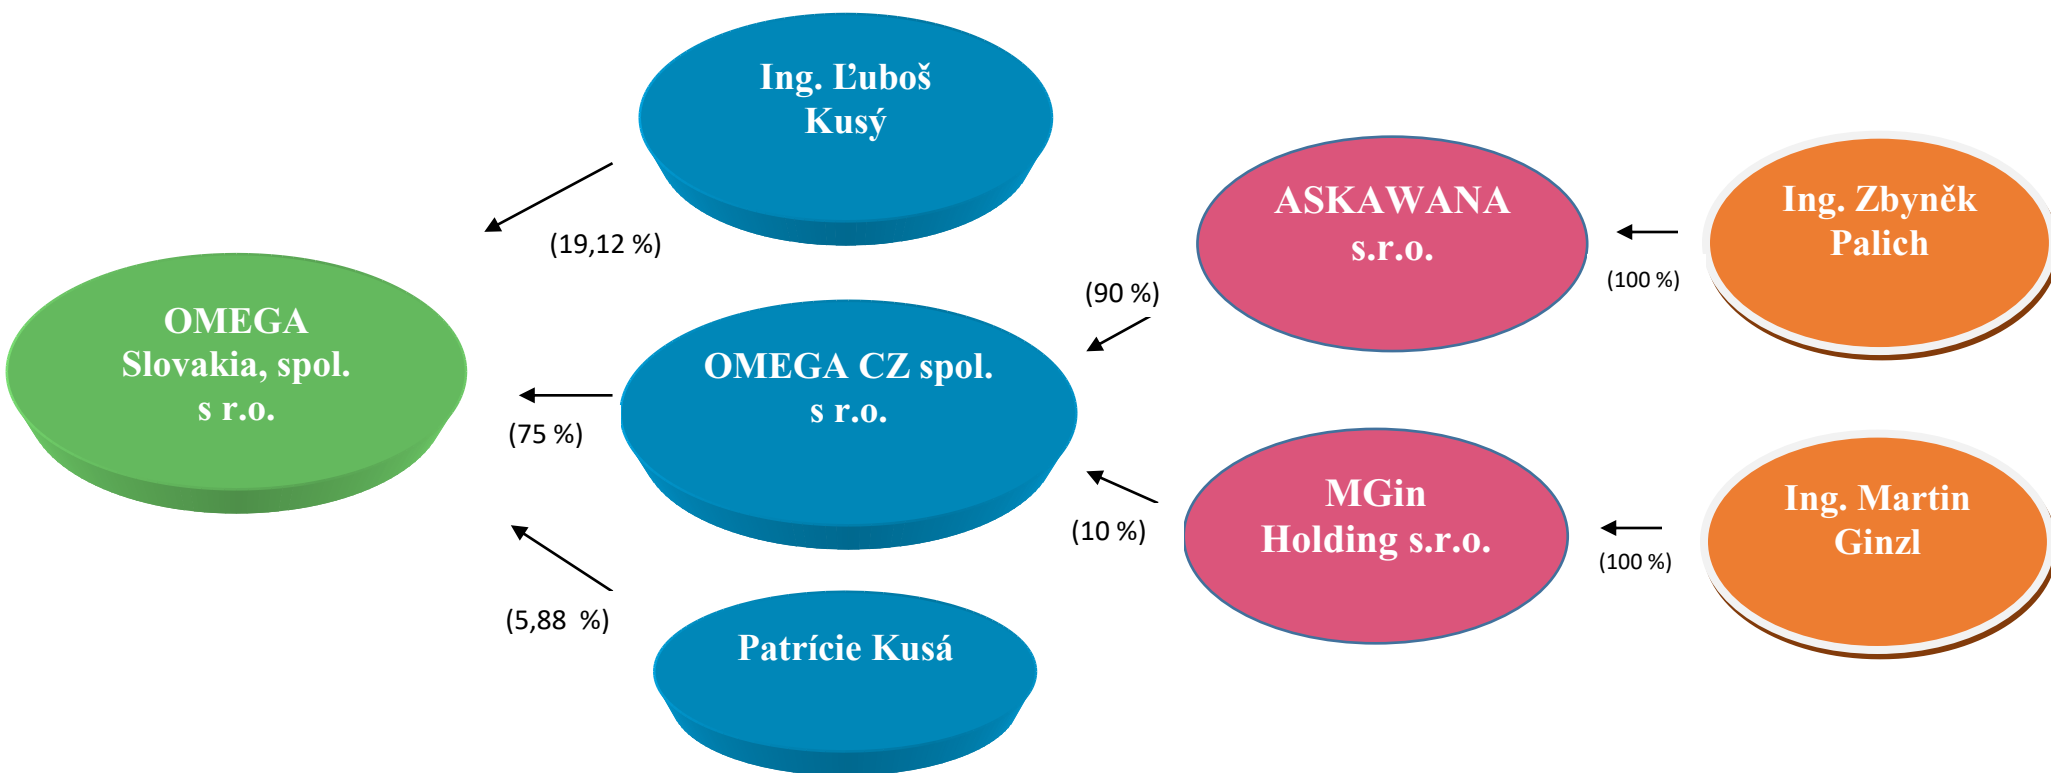 Ing. Ľuboš
Kusý
(19,12 %)
OMEGA
Slovakia, spol.
s r.o.
(75 %)
OMEGA CZ spol.
s r.o.
(5,88  %)
Patrície Kusá
(90 %)
ASKAWANA
s.r.o.
(100 %)
Ing. Zbyněk
Palich
(10 %)
MGin
Holding s.r.o.
(100 %)
Ing. Martin
Ginzl